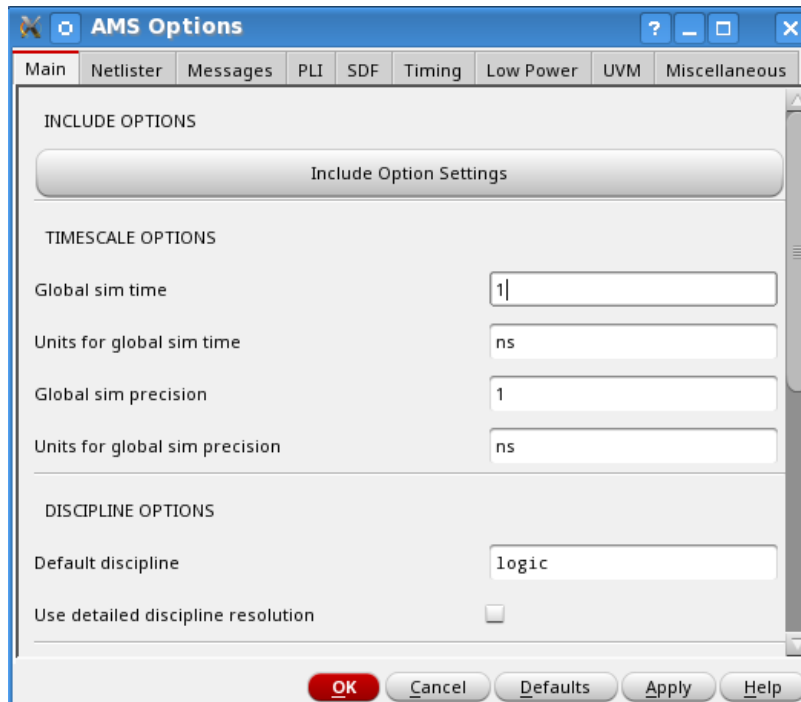 AMS Options
?
Main Netlister Messages PLI SDF Timing Low Power UVM Miscellaneous
INCLUDE OPTIONS
Include Option Settings
TIMESCALE OPTIONS
Global sim time 1
Units for global sim time ns
Global sim precision 1
Units for global sim precision ns
DISCIPLINE OPTIONS
Default discipline logic
Use detailed discipline resolution
OK Cancel Defaults Apply Help